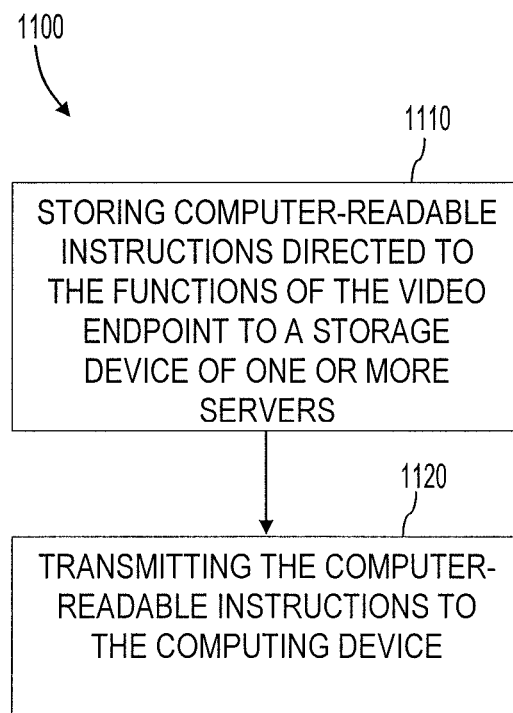 1100
1110
STORING COMPUTER-READABLE
INSTRUCTIONS DIRECTED TO
THE FUNCTIONS OF THE VIDEO
ENDPOINT TO A STORAGE
DEVICE OF ONE OR MORE
SERVERS
1120
TRANSMITTING THE COMPUTER-
READABLE INSTRUCTIONS TO
THE COMPUTING DEVICE